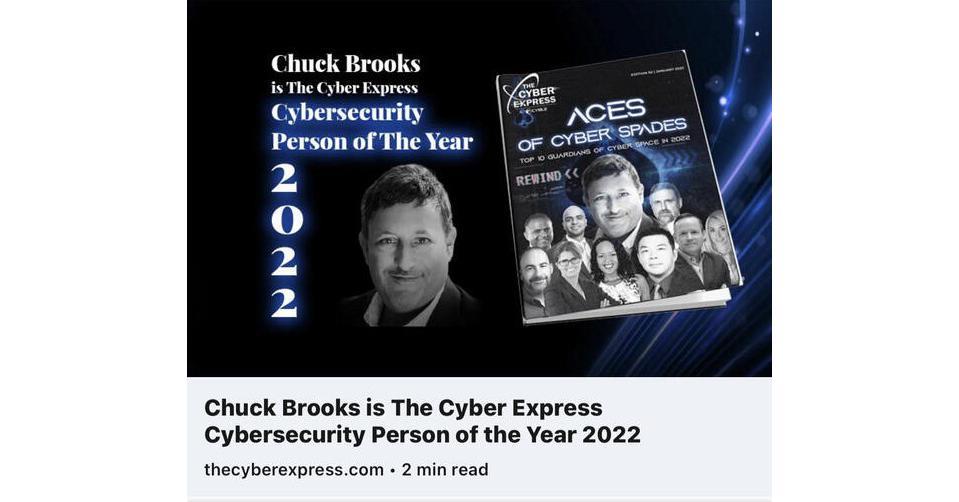 Chuck Brooks
is The Cyber Express
Cybersecurity
Person of The Year
2
0
2
2
THE
CYBER
EXPRESS
BY CYBLE
ACES
OF CYBER SPADES
TOP 10 GUARDIANS OF CYBER SPACE IN 2022
REWIND
Chuck Brooks is The Cyber Express
Cybersecurity Person of the Year 2022
thecyberexpress.com • 2 min read